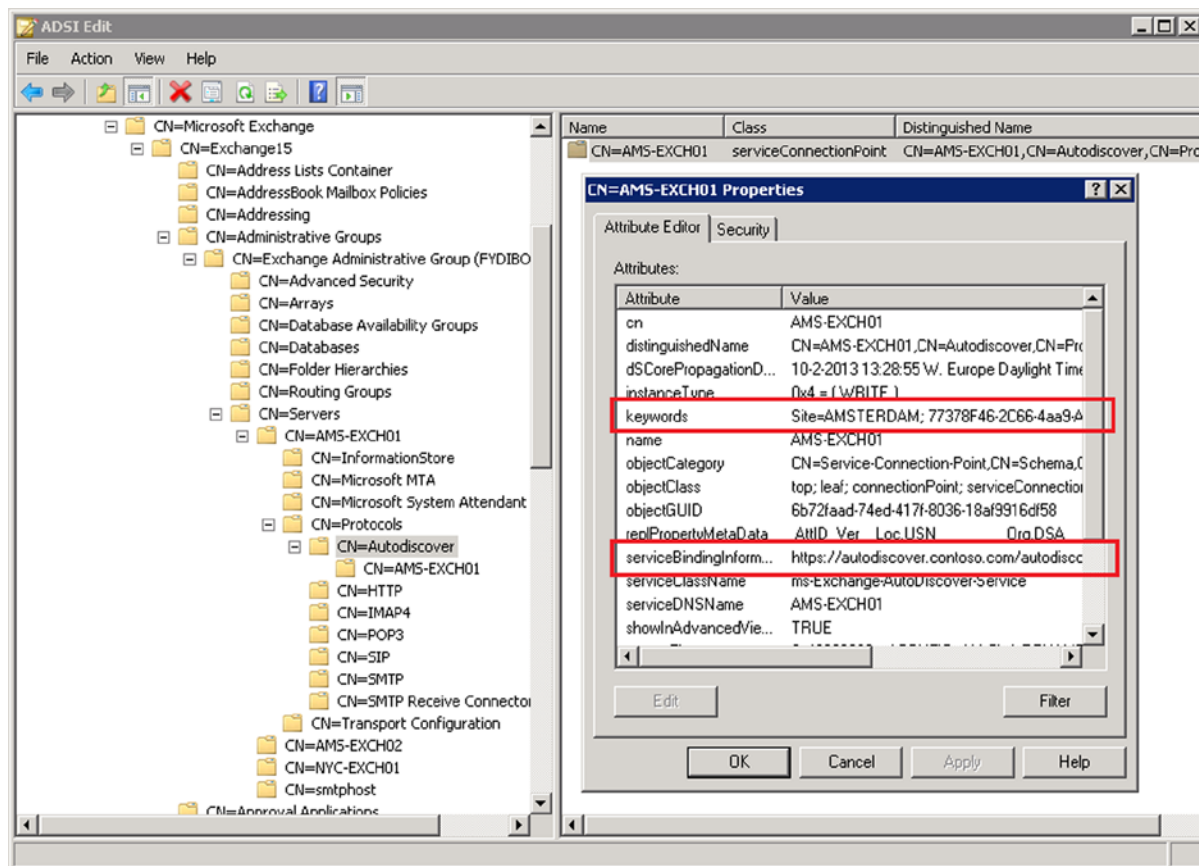 ADSI Edit
File Action View Help
CN=Microsoft Exchange
CN=Exchange15
CN=Address Lists Container
CN=AddressBook Mailbox Policies
CN=Addressing
CN=Administrative Groups
CN=Exchange Administrative Group (FYDIBO
CN=Advanced Security
CN=Arrays
CN=Database Availability Groups
CN=Databases
CN=Folder Hierarchies
CN=Routing Groups
CN=Servers
CN=AMS-EXCH01
CN=InformationStore
CN=Microsoft MTA
CN=Microsoft System Attendant
CN=Protocols
CN=Autodiscover
CN=AMS-EXCH01
CN=HTTP
CN=IMAP4
CN=POP3
CN=SIP
CN=SMTP
CN=SMTP Receive Connector
CN=Transport Configuration
CN=AMS-EXCH02
CN=NYC-EXCH01
CN=smtphost
CN=Approval Applications
Name Class Distinguished Name
CN=AMS-EXCH01 serviceConnectionPoint CN=AMS-EXCH01,CN=Autodiscover,CN=Pro
CN=AMS-EXCH01 Properties
Attribute Editor Security
Attributes:
Attribute Value
cn AMS-EXCH01
distinguishedName CN=AMS-EXCH01,CN=Autodiscover,CN=Pro
dSCorePropagationD... 10-2-2013 13:28:55 W. Europe Daylight Time
instanceType 0x4 = ( WRITE )
keywords Site=AMSTERDAM; 77378F46-2C66-4aa9-A
name AMS-EXCH01
objectCategory CN=Service-Connection-Point,CN=Schema,C
objectClass top; leaf; connectionPoint; serviceConnection
objectGUID 6b72faad-74ed-417f-8036-18af9916df58
replPropertyMetaData AttID Ver Loc.USN Org.DSA
serviceBindingInform... https://autodiscover.contoso.com/autodisco
serviceClassName ms-Exchange-AutoDiscover-Service
serviceDNSName AMS-EXCH01
showInAdvancedVie... TRUE
Edit Filter
OK Cancel Apply Help